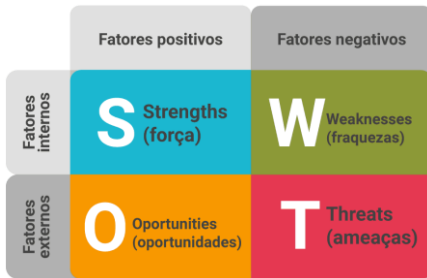 Fatores positivos
Fatores negativos
Fatores
internos
S
Strengths
(força)
W
Weaknesses
(fraquezas)
Fatores
externos
O
Oportunities
(oportunidades)
T
Threats
(ameaças)